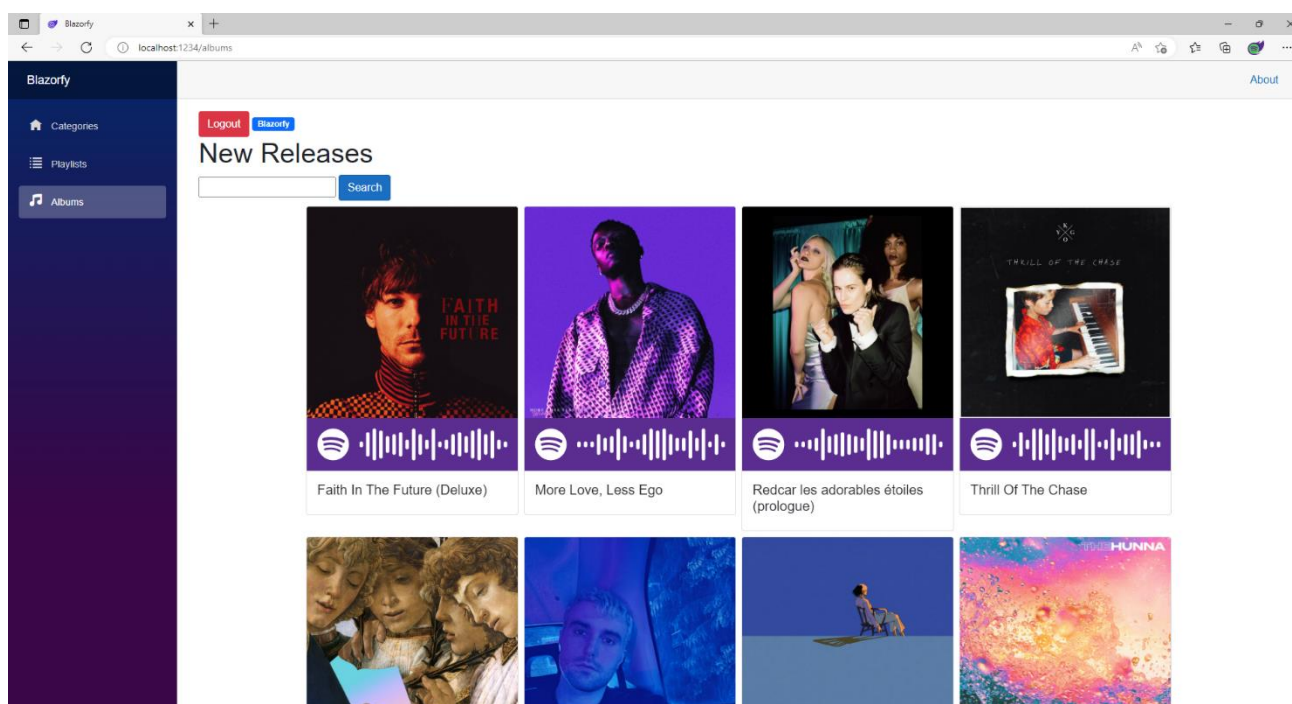 Blazorfy
localhost:1234/albums
Blazorfy
About
Categories
Playlists
Albums
Logout Blazorfy
New Releases
Search
FAITH
IN THE
FUTURE
KYGO
THRILL OF THE CHASE
Faith In The Future (Deluxe)
More Love, Less Ego
Redcar les adorables étoiles
(prologue)
Thrill Of The Chase
THEHUNNA